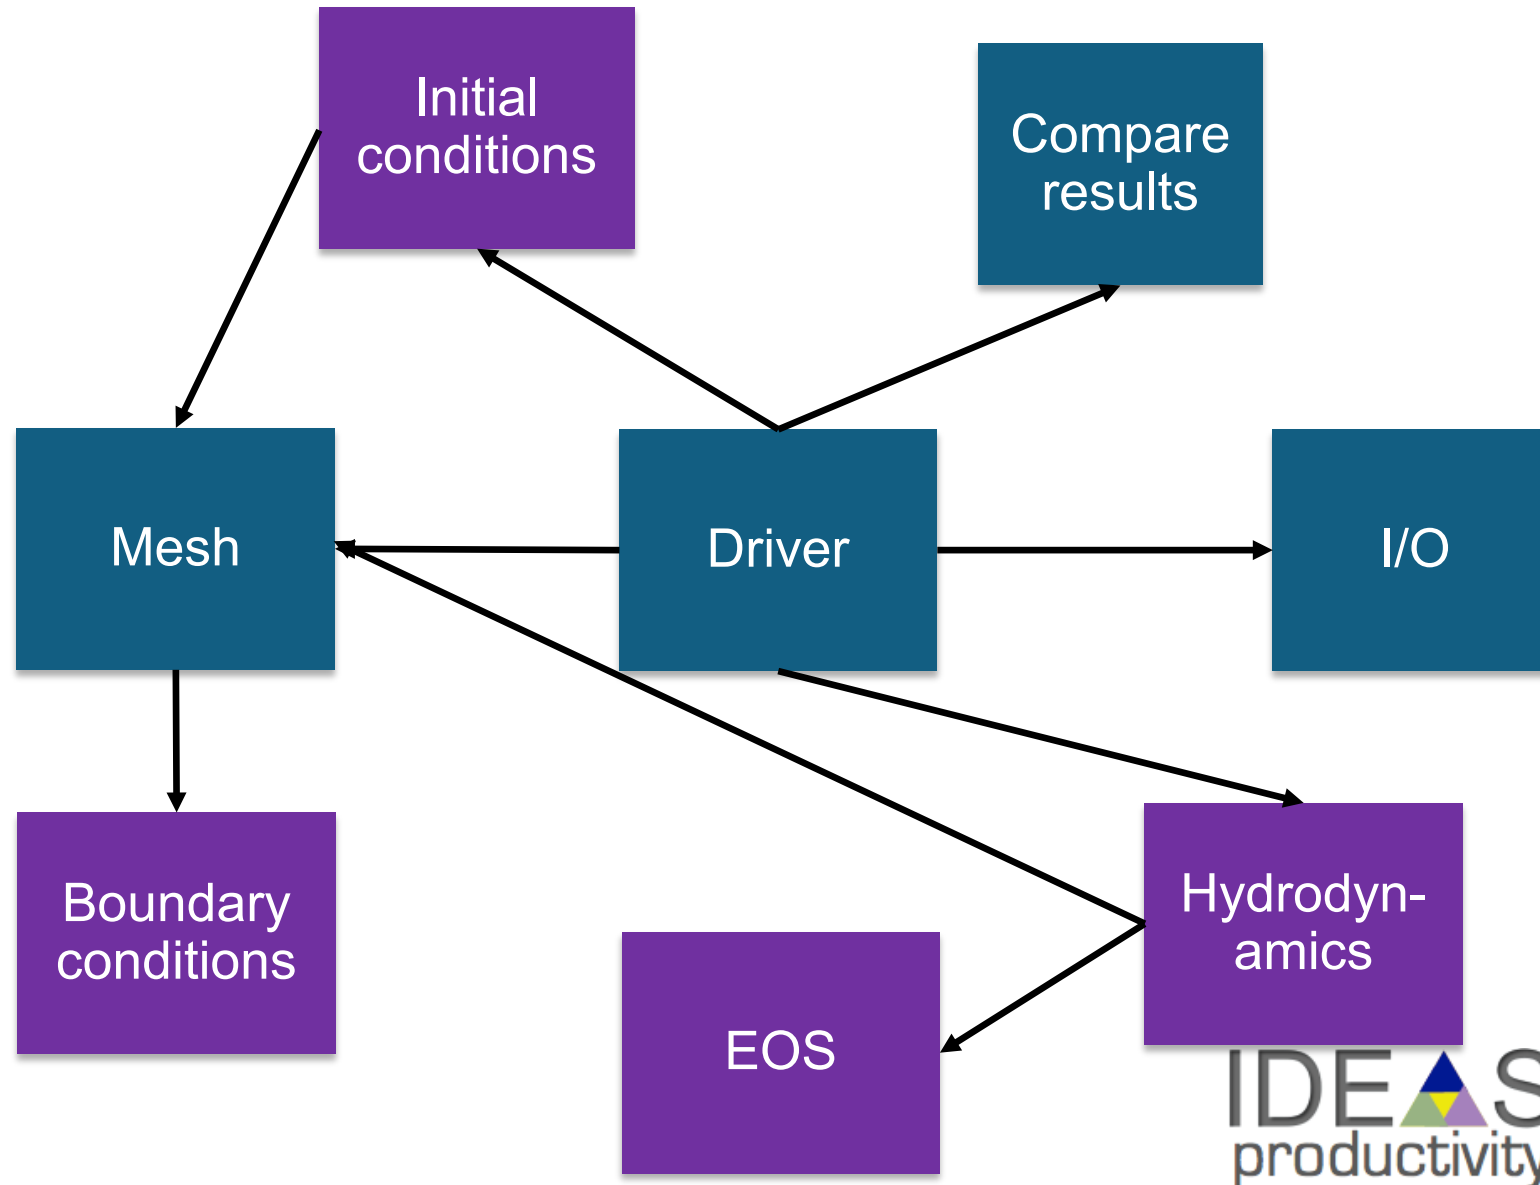 Initial
conditions
Compare
results
Mesh
Driver
I/O
Boundary
conditions
Hydrodyn-
amics
EOS
IDEAS
productivity